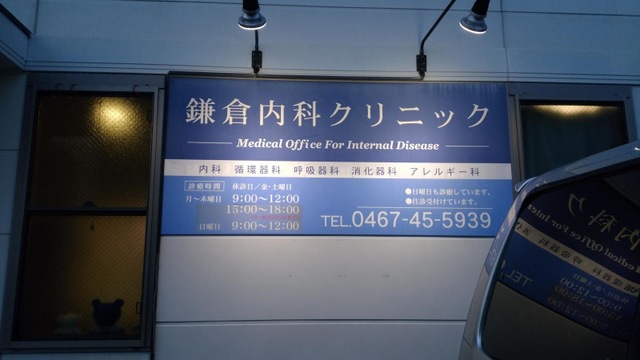 鎌倉内科クリニック
Medical Office For Internal Disease
内科 循環器科 呼吸器科 消化器科 アレルギー科
診療時間 休診日/金・土曜日
月~木曜日 9:00~12:00
15:00~18:00
日曜日 9:00~12:00
●日曜日も診療しています。
●往診受付けています。
TEL.0467-45-5939